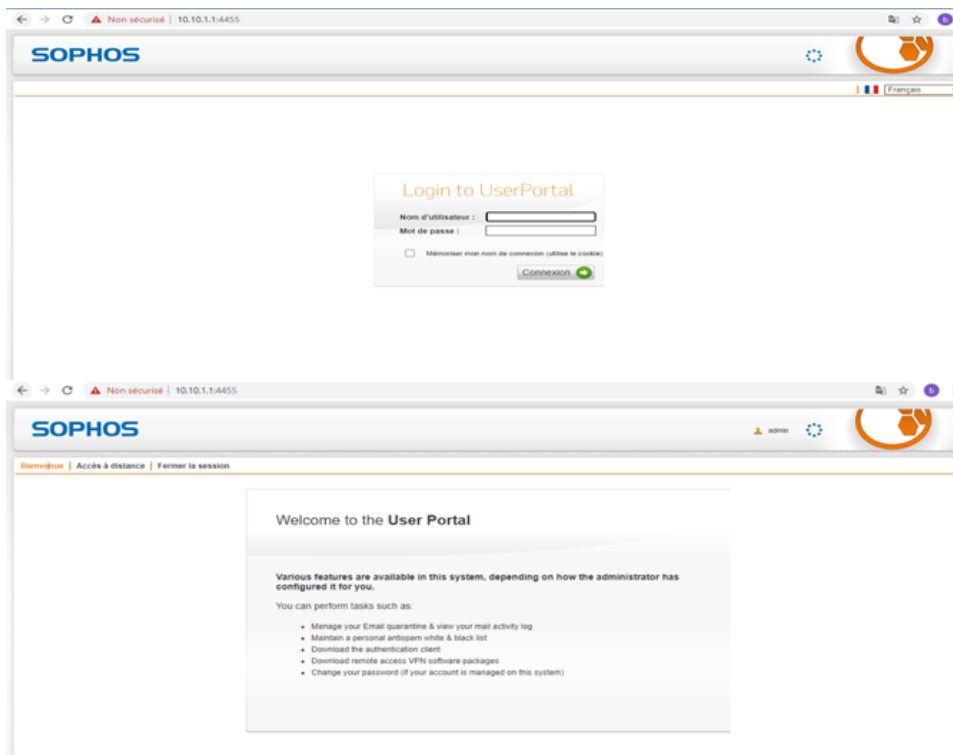 Non sécurisé | 10.10.1.1:4455
SOPHOS
Français
Login to UserPortal
Nom d'utilisateur :
Mot de passe :
Mémoriser mon nom de connexion (utilise le cookie)
Connexion
Non sécurisé | 10.10.1.1:4455
b
SOPHOS
admin
Bienvenue | Accès à distance | Fermer la session
Welcome to the User Portal
Various features are available in this system, depending on how the administrator has
configured it for you.
You can perform tasks such as:
• Manage your Email quarantine & view your mail activity log
• Maintain a personal antispam white & black list
• Download the authentication client
• Download remote access VPN software packages
• Change your password (if your account is managed on this system)